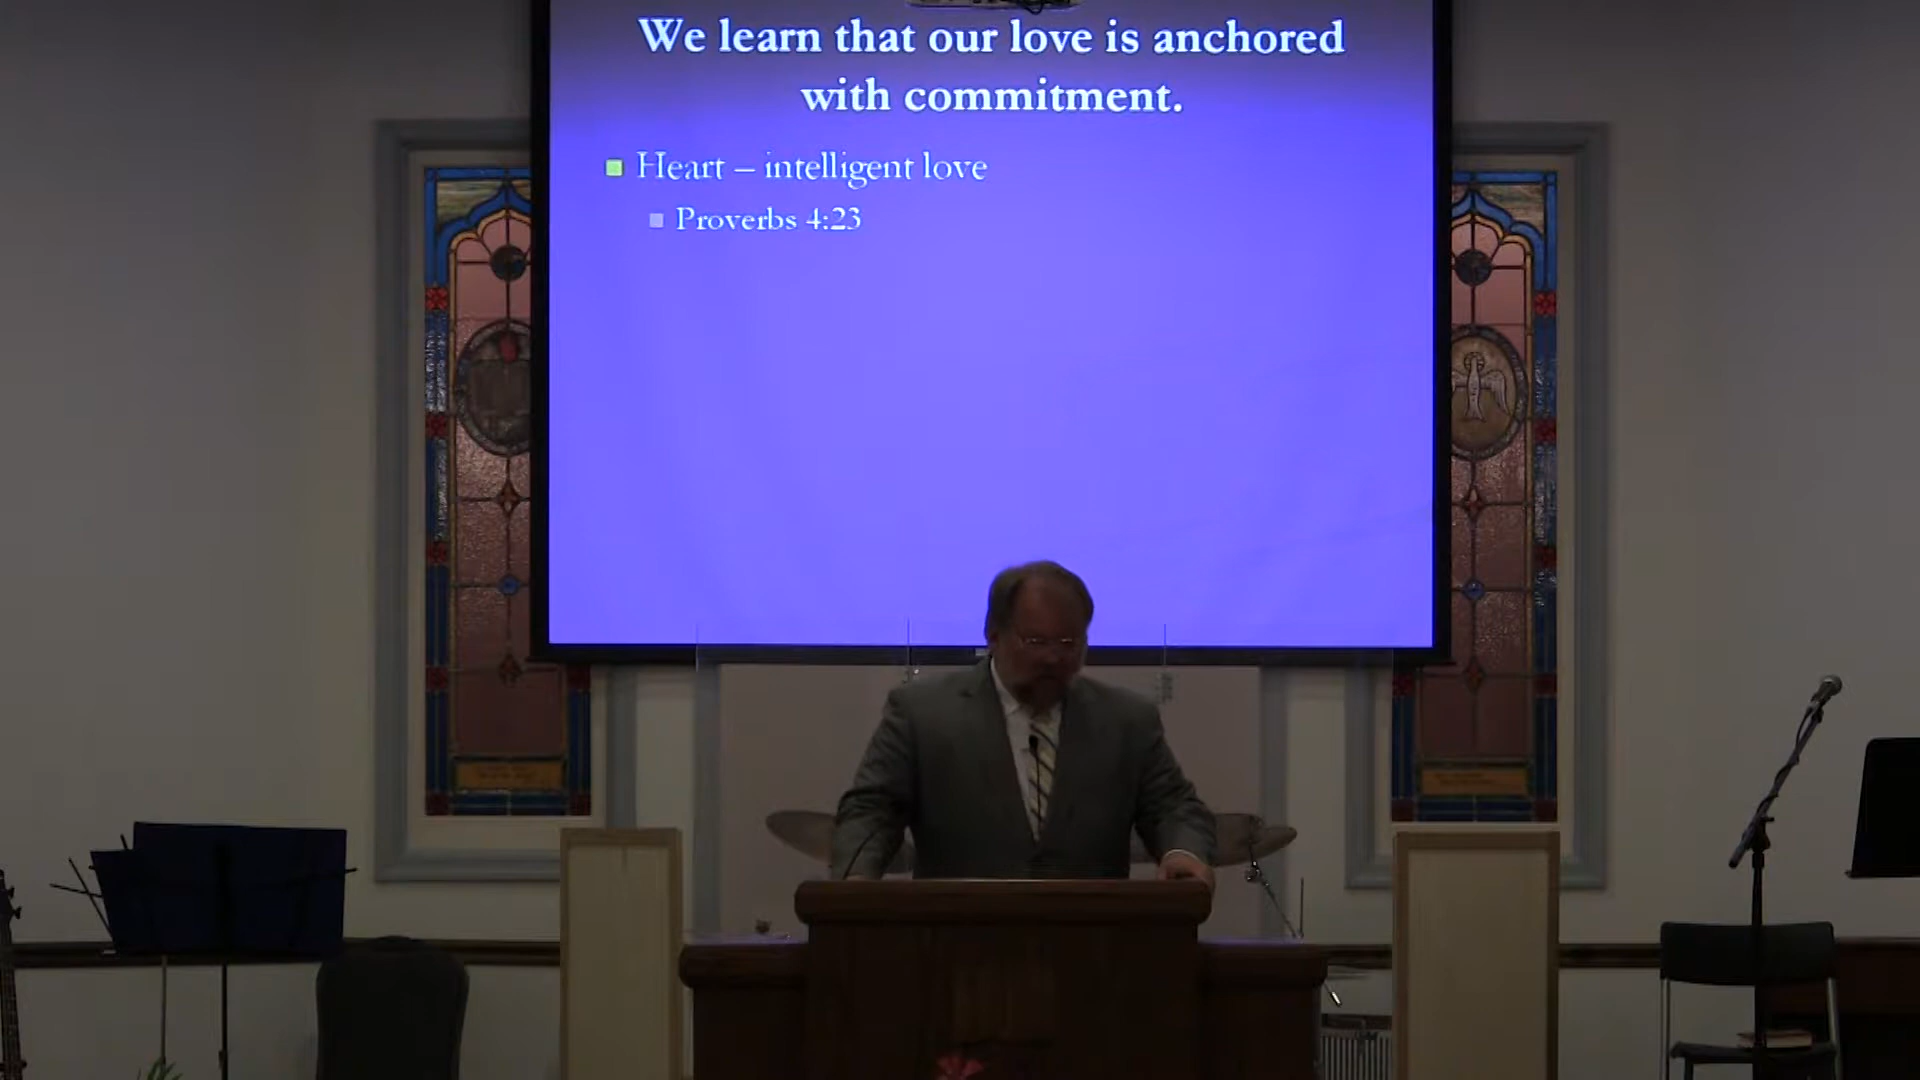 We learn that our love is anchored
with commitment.
Heart – intelligent love
Proverbs 4:23